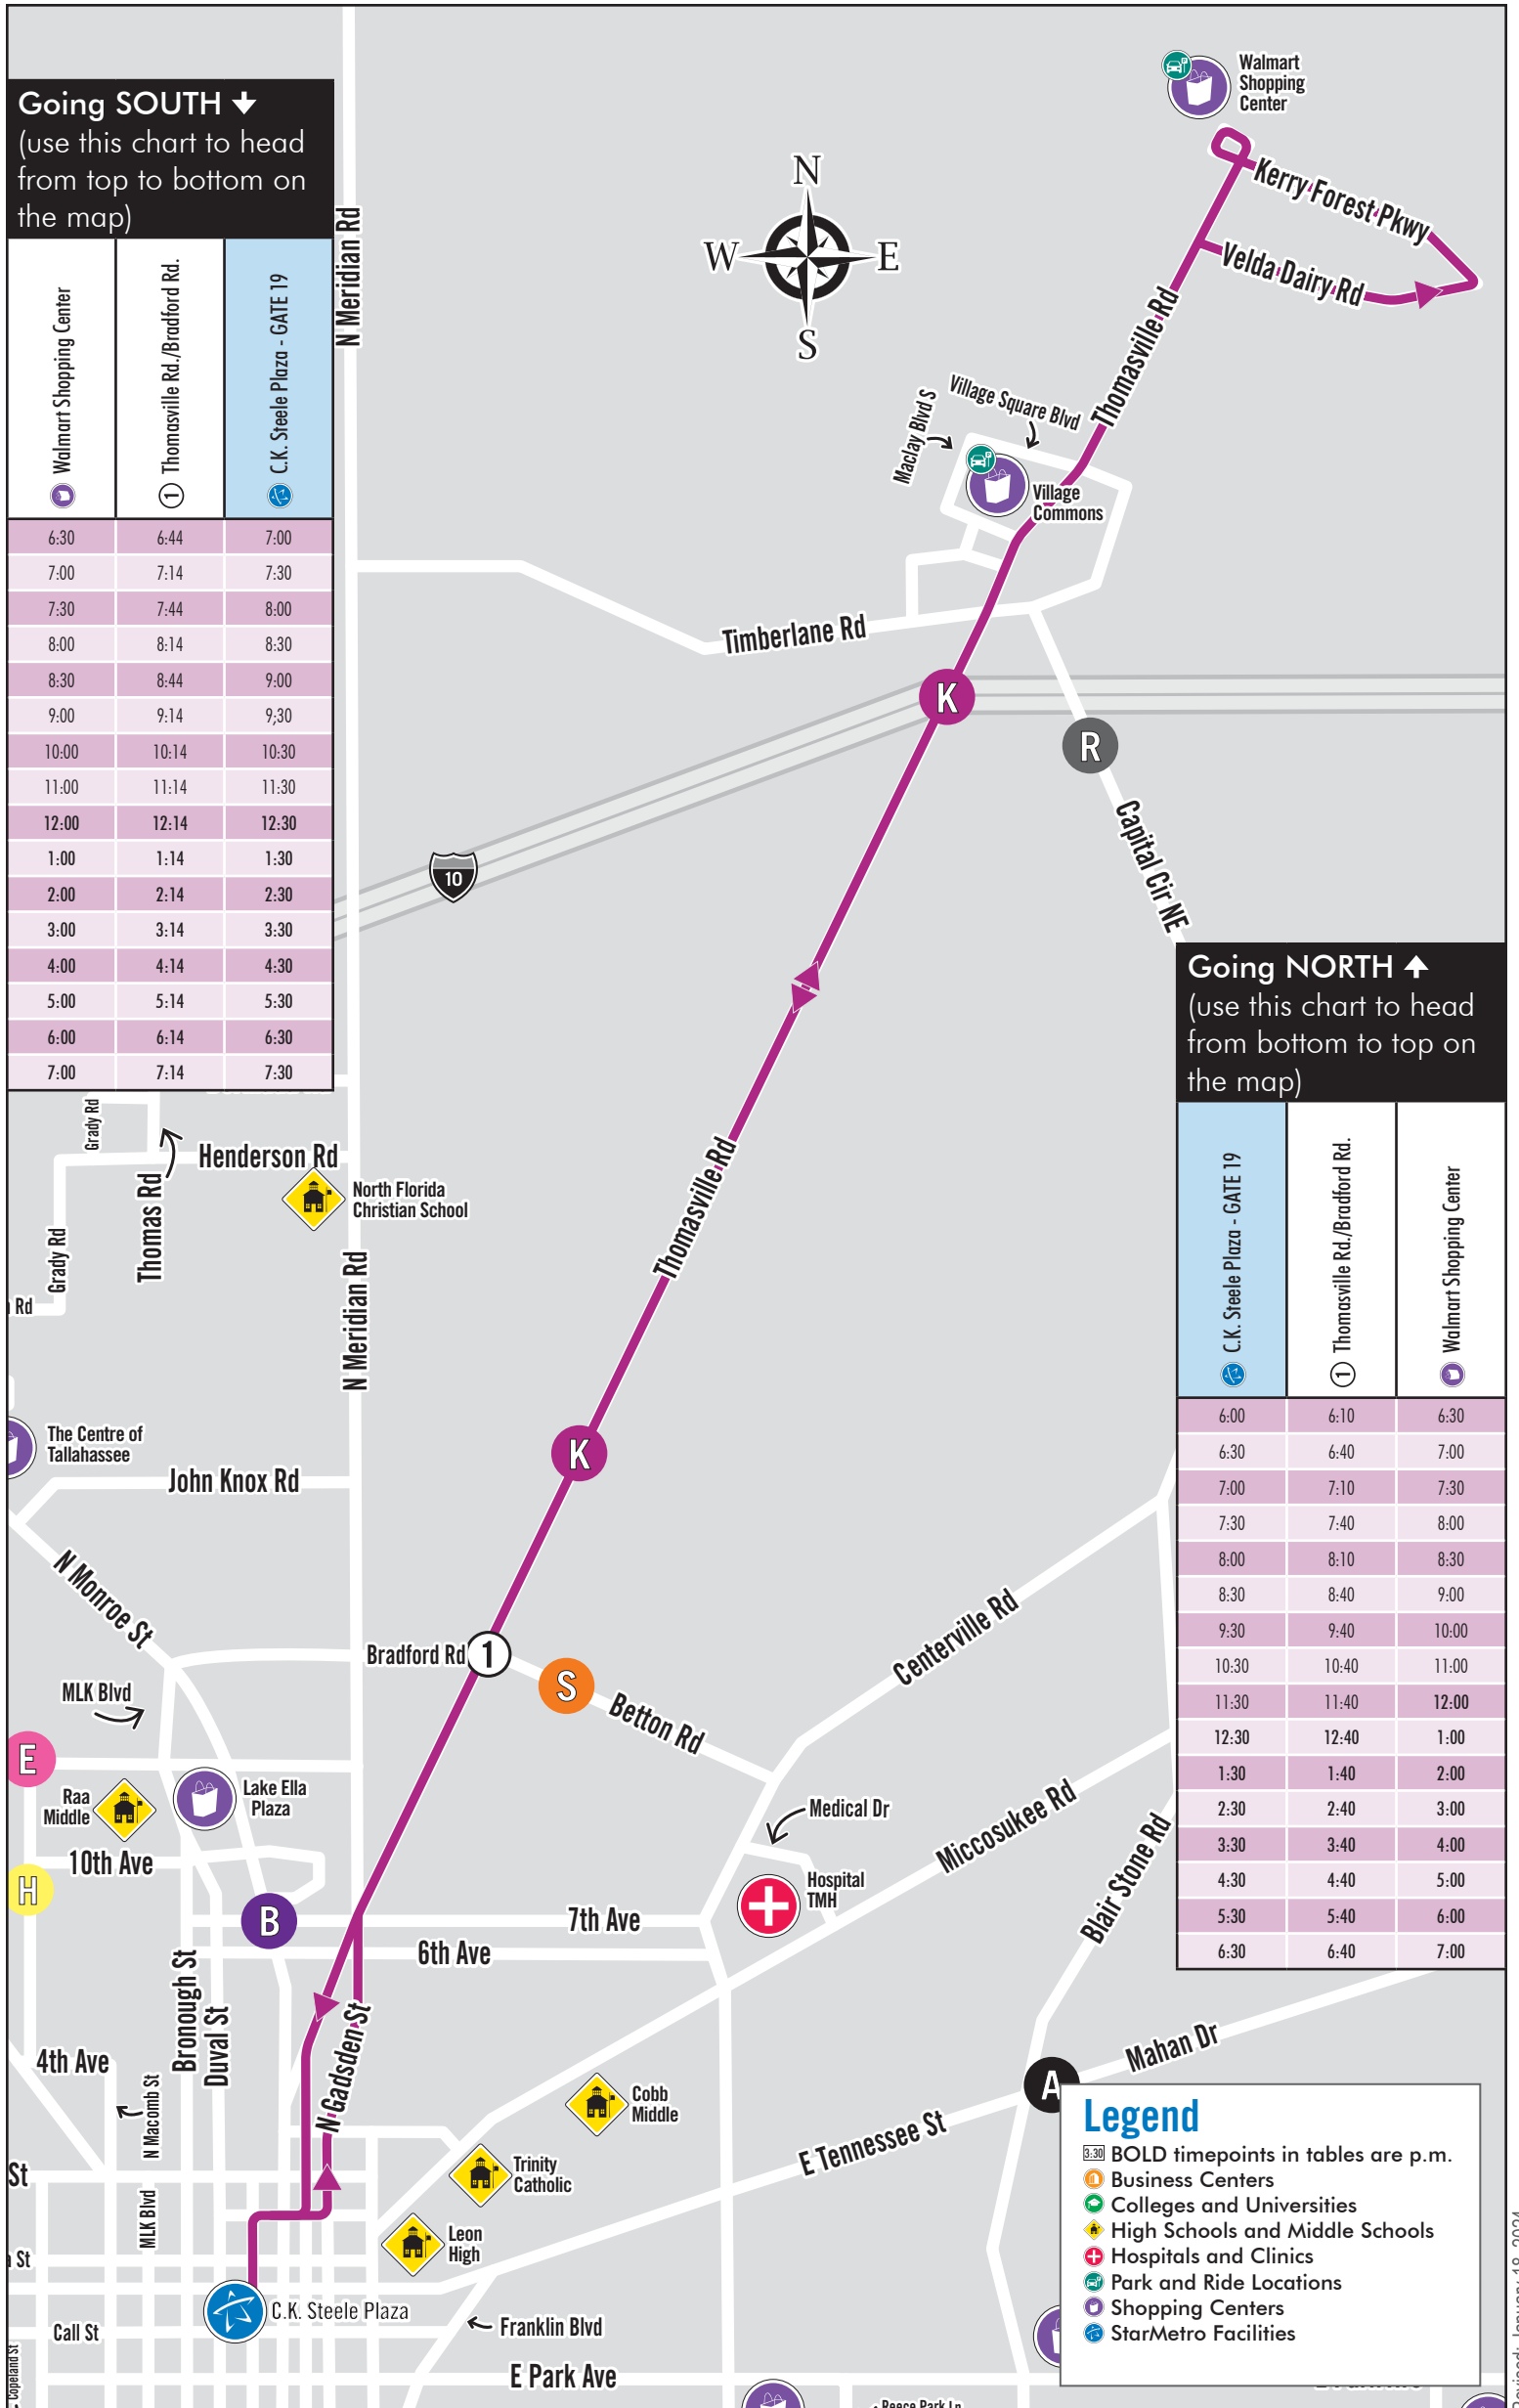 Going SOUTH
(use this chart to head
from top to bottom on
the map)
Walmart Shopping Center
1 Thomasville Rd./Bradford Rd.
C.K. Steele Plaza - GATE 19
6:30 6:44 7:00
7:00 7:14 7:30
7:30 7:44 8:00
8:00 8:14 8:30
8:30 8:44 9:00
9:00 9:14 9;30
10:00 10:14 10:30
11:00 11:14 11:30
12:00 12:14 12:30
1:00 1:14 1:30
2:00 2:14 2:30
3:00 3:14 3:30
4:00 4:14 4:30
5:00 5:14 5:30
6:00 6:14 6:30
7:00 7:14 7:30
N Meridian Rd
N
W E
S
Walmart
Shopping
Center
Kerry Forest Pkwy
Velda Dairy Rd
Thomasville Rd
Village Square Blvd
Maclay Blvd S
Village
Commons
Timberlane Rd
K
R
Capital Cir NE
10
Going NORTH
(use this chart to head
from bottom to top on
the map)
C.K. Steele Plaza - GATE 19
1 Thomasville Rd./Bradford Rd.
Walmart Shopping Center
6:00 6:10 6:30
6:30 6:40 7:00
7:00 7:10 7:30
7:30 7:40 8:00
8:00 8:10 8:30
8:30 8:40 9:00
9:30 9:40 10:00
10:30 10:40 11:00
11:30 11:40 12:00
12:30 12:40 1:00
1:30 1:40 2:00
2:30 2:40 3:00
3:30 3:40 4:00
4:30 4:40 5:00
5:30 5:40 6:00
6:30 6:40 7:00
Grady Rd
Henderson Rd
Thomas Rd
Grady Rd
Rd
North Florida
Christian School
N Meridian Rd
Thomasville Rd
The Centre of
Tallahassee
John Knox Rd
K
N Monroe St
Bradford Rd
1
S
Betton Rd
Centerville Rd
MLK Blvd
E
Raa
Middle
Lake Ella
Plaza
Medical Dr
Miccosukee Rd
Blair Stone Rd
10th Ave
H
B
7th Ave
6th Ave
Hospital
TMH
Bronough St
Duval St
N Gadsden St
4th Ave
N Macomb St
St
MLK Blvd
St
Cobb
Middle
Trinity
Catholic
Leon
High
E Tennessee St
Mahan Dr
A
C.K. Steele Plaza
Call St
Copeland St
Franklin Blvd
E Park Ave
Reece Park Ln
Legend
3:30 BOLD timepoints in tables are p.m.
Business Centers
Colleges and Universities
High Schools and Middle Schools
Hospitals and Clinics
Park and Ride Locations
Shopping Centers
StarMetro Facilities